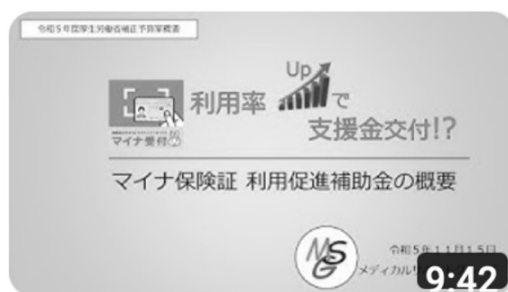 令和5年度厚生労働省補正予算案概要
Up
利用率 で
マイナ受付
支援金交付!?
マイナ保険証 利用促進補助金の概要
MSG
令和5年11月15日
メディカル
9:42